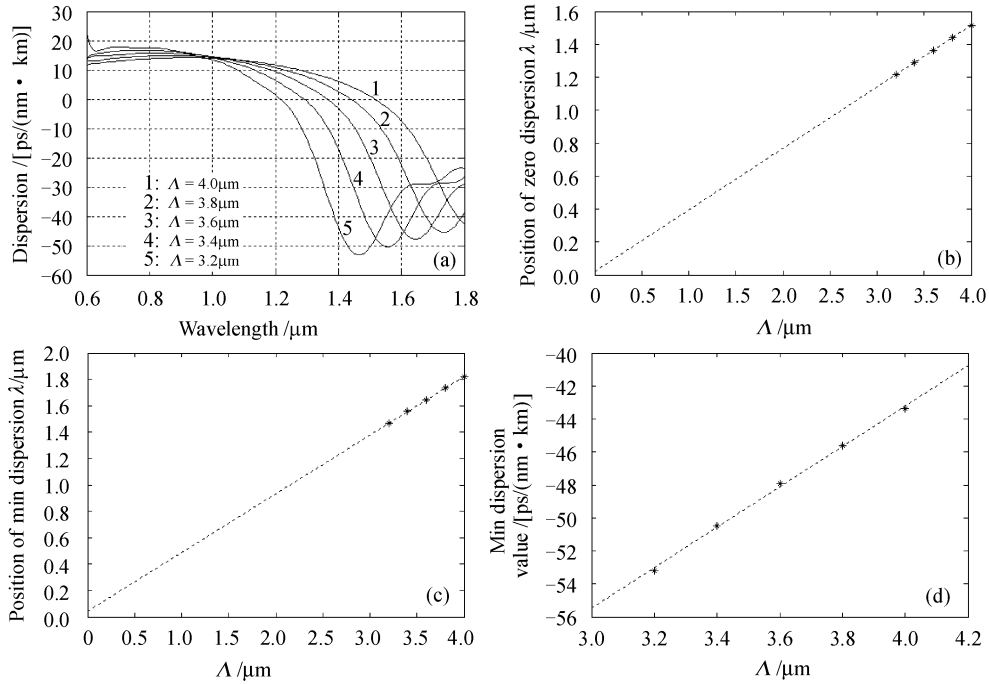 30
20
10
0
−10
−20
−30
−40
−50
−60
Dispersion /[ps/(nm • km)]
1
2
3
4
5
1: Λ = 4.0μm
2: Λ = 3.8μm
3: Λ = 3.6μm
4: Λ = 3.4μm
5: Λ = 3.2μm
(a)
0.6 0.8 1.0 1.2 1.4 1.6 1.8
Wavelength /μm
1.6
1.4
1.2
1.0
0.8
0.6
0.4
0.2
0.0
Position of zero dispersion λ /μm
(b)
0 0.5 1.0 1.5 2.0 2.5 3.0 3.5 4.0
Λ /μm
2.0
1.8
1.6
1.4
1.2
1.0
0.8
0.6
0.4
0.2
0.0
Position of min dispersion λ/μm
(c)
0 0.5 1.0 1.5 2.0 2.5 3.0 3.5 4.0
Λ /μm
−40
−42
−44
−46
−48
−50
−52
−54
−56
Min dispersion
value /[ps/(nm • km)]
(d)
3.0 3.2 3.4 3.6 3.8 4.0 4.2
Λ /μm